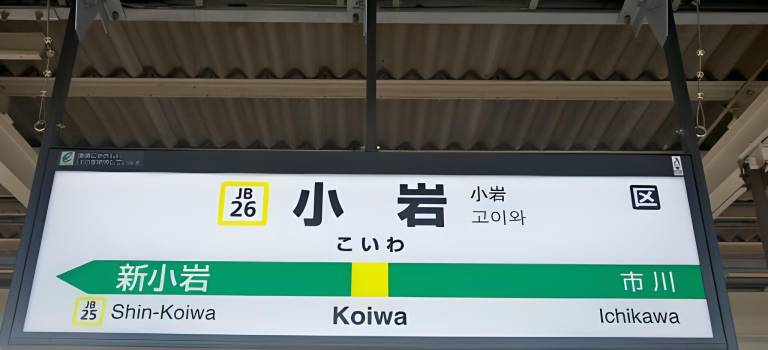 JB
26
小岩
小岩
고이와
区
こいわ
新小岩
市川
JB
25
Shin-Koiwa
Koiwa
Ichikawa